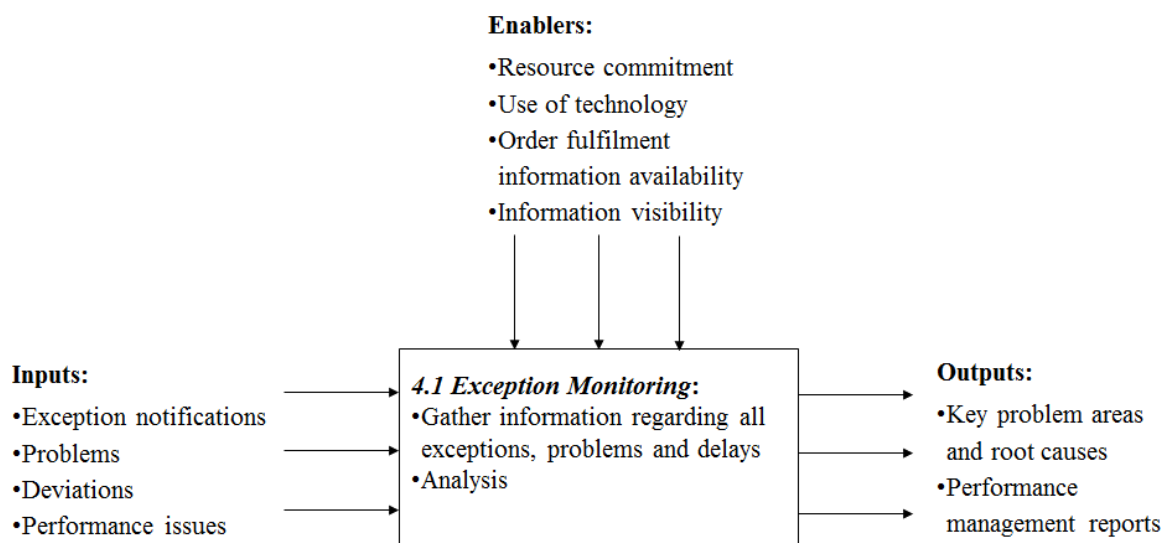 Enablers:
•Resource commitment
•Use of technology
•Order fulfilment
information availability
•Information visibility
Inputs:
•Exception notifications
•Problems
•Deviations
•Performance issues
4.1 Exception Monitoring:
•Gather information regarding all
exceptions, problems and delays
•Analysis
Outputs:
•Key problem areas
and root causes
•Performance
management reports